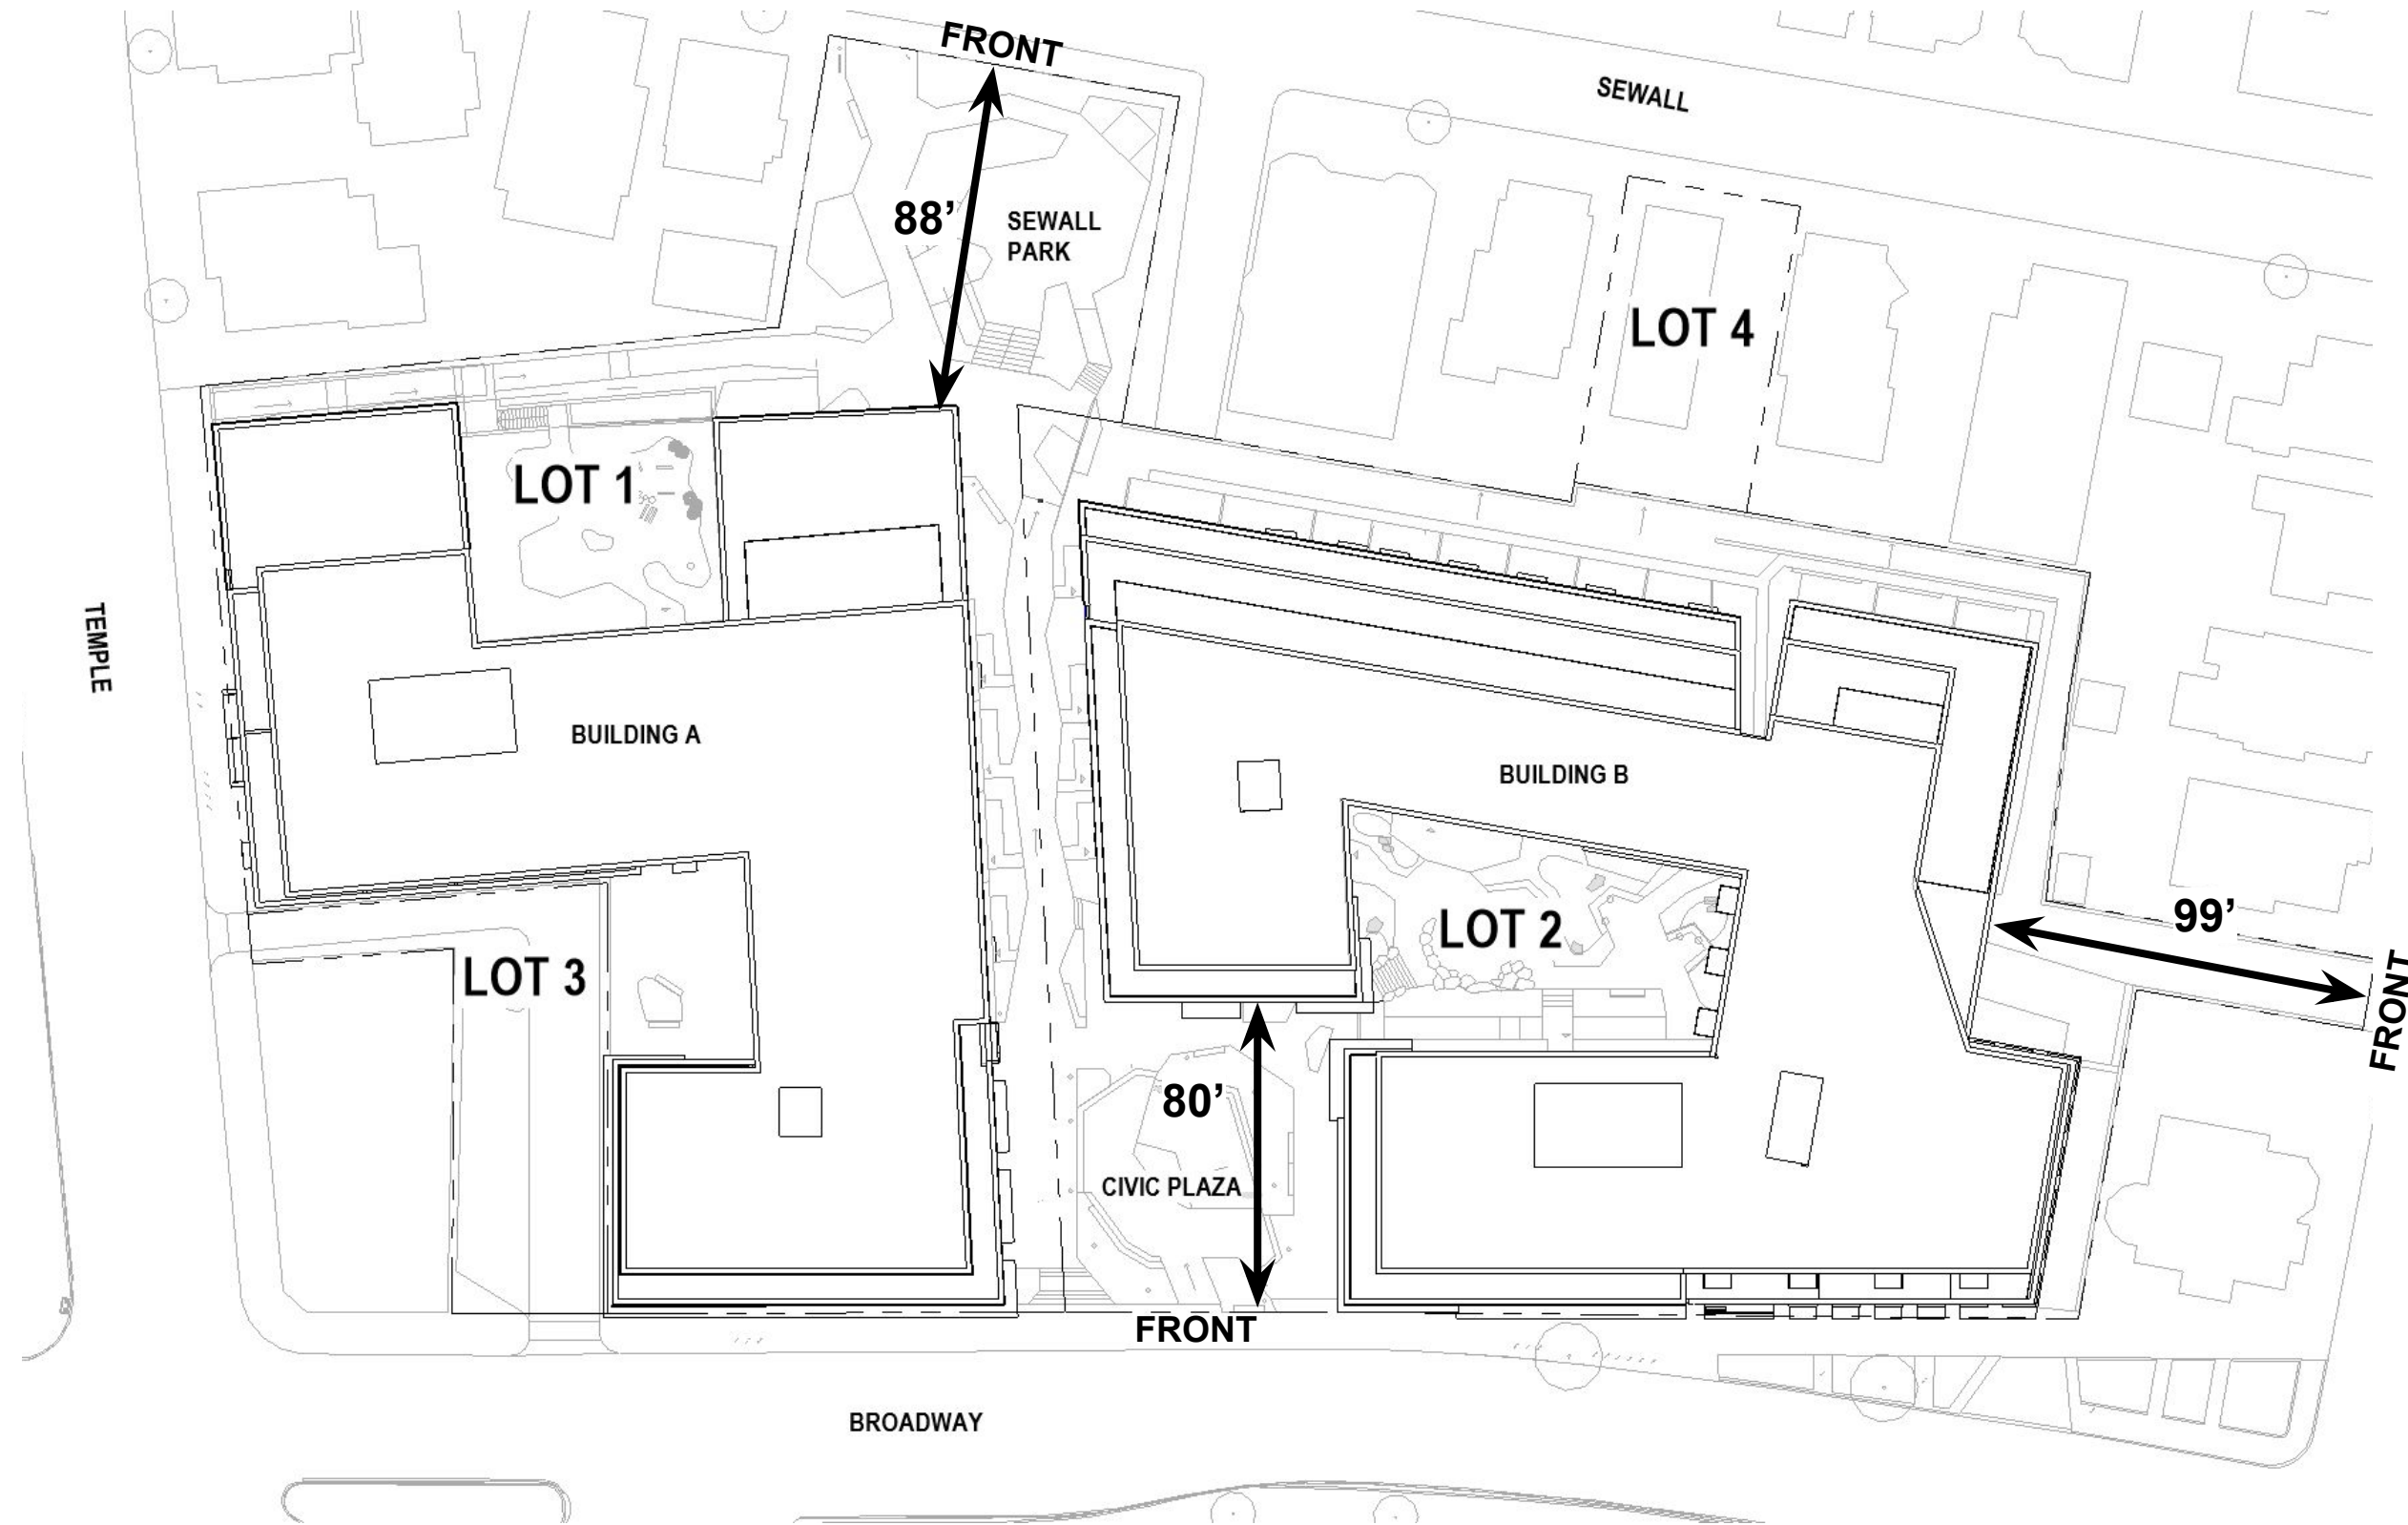 FRONT
SEWALL
88’
SEWALL
PARK
LOT 4
LOT 1
TEMPLE
BUILDING A
BUILDING B
LOT 2
99’
LOT 3
FRONT
80’
CIVIC PLAZA
FRONT
BROADWAY